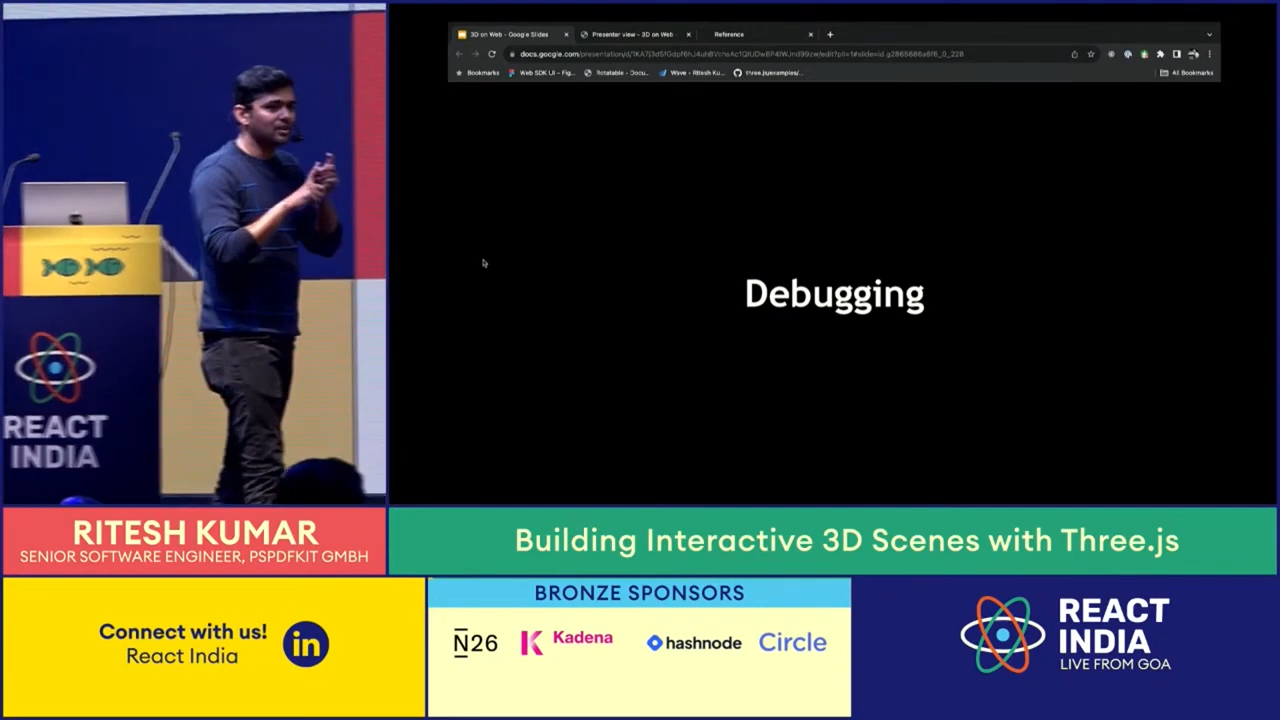 3D on Web - Google Slides
Presenter view - 3D on Web
Reference
Bookmarks
Web SDK UI – Fig...
Rotatable - Docu...
Wave – Ritesh Ku...
three.js/examples/...
All Bookmarks
Debugging
REACT
INDIA
RITESH KUMAR
SENIOR SOFTWARE ENGINEER, PSPDFKIT GMBH
Building Interactive 3D Scenes with Three.js
Connect with us!
React India
in
BRONZE SPONSORS
N26
Kadena
hashnode
Circle
REACT
INDIA
LIVE FROM GOA